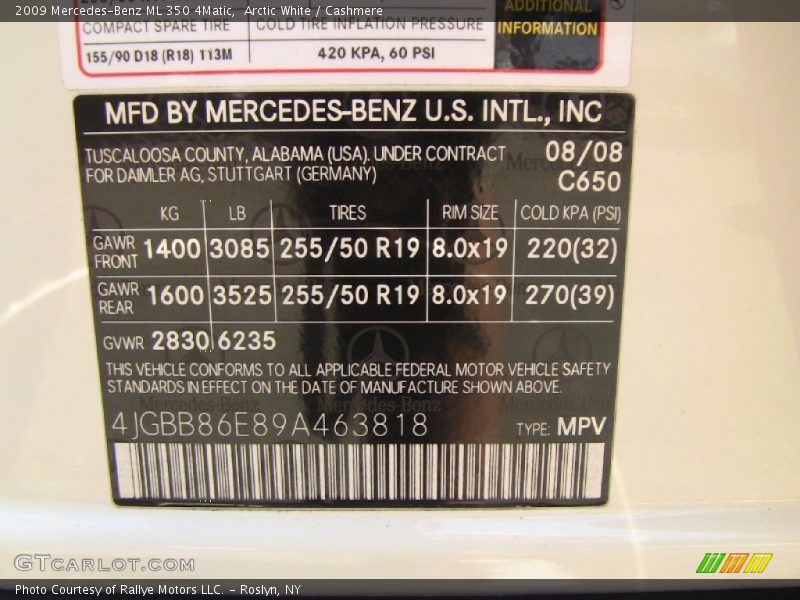 2009 Mercedes-Benz ML 350 4Matic, Arctic White / Cashmere
COMPACT SPARE TIRE COLD TIRE INFLATION PRESSURE
155/90 D18 (R18) 113M 420 KPA, 60 PSI
ADDITIONAL
INFORMATION
MFD BY MERCEDES-BENZ U.S. INTL., INC
TUSCALOOSA COUNTY, ALABAMA (USA). UNDER CONTRACT 08/08
FOR DAIMLER AG, STUTTGART (GERMANY) C650
KG LB TIRES RIM SIZE COLD KPA (PSI)
GAWR FRONT 1400 3085 255/50 R19 8.0x19 220(32)
GAWR REAR 1600 3525 255/50 R19 8.0x19 270(39)
GVWR 2830 6235
THIS VEHICLE CONFORMS TO ALL APPLICABLE FEDERAL MOTOR VEHICLE SAFETY
STANDARDS IN EFFECT ON THE DATE OF MANUFACTURE SHOWN ABOVE.
4JGBB86E89A463818 TYPE: MPV
GTCARLOT.COM
Photo Courtesy of Rallye Motors LLC. - Roslyn, NY